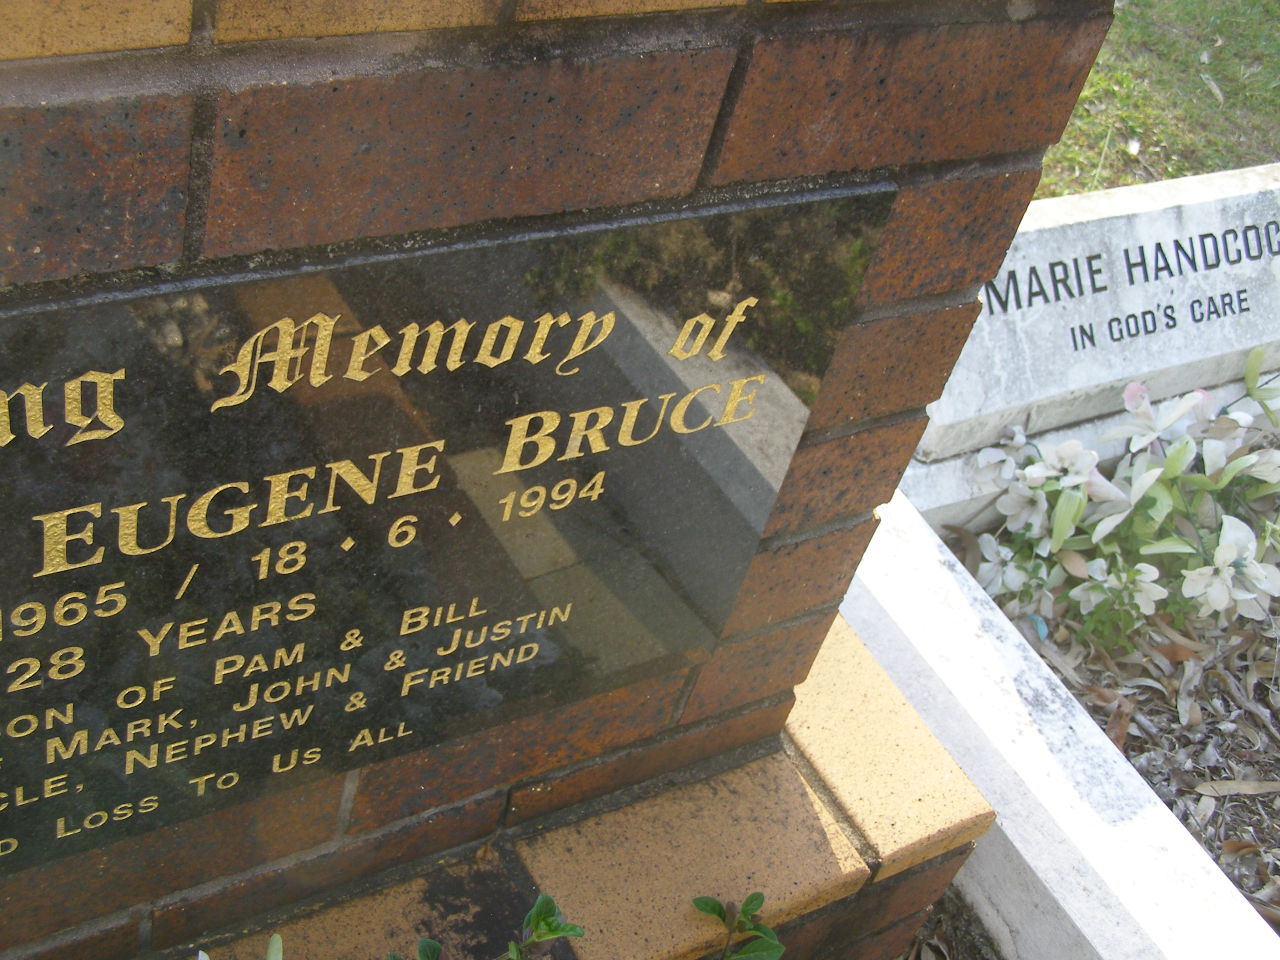 ng Memory of
EUGENE BRUCE
1965 / 18 · 6 · 1994
28 YEARS
SON OF PAM & BILL
MARK, JOHN & JUSTIN
CLE, NEPHEW & FRIEND
D LOSS TO US ALL
MARIE HANDCOC
IN GOD'S CARE